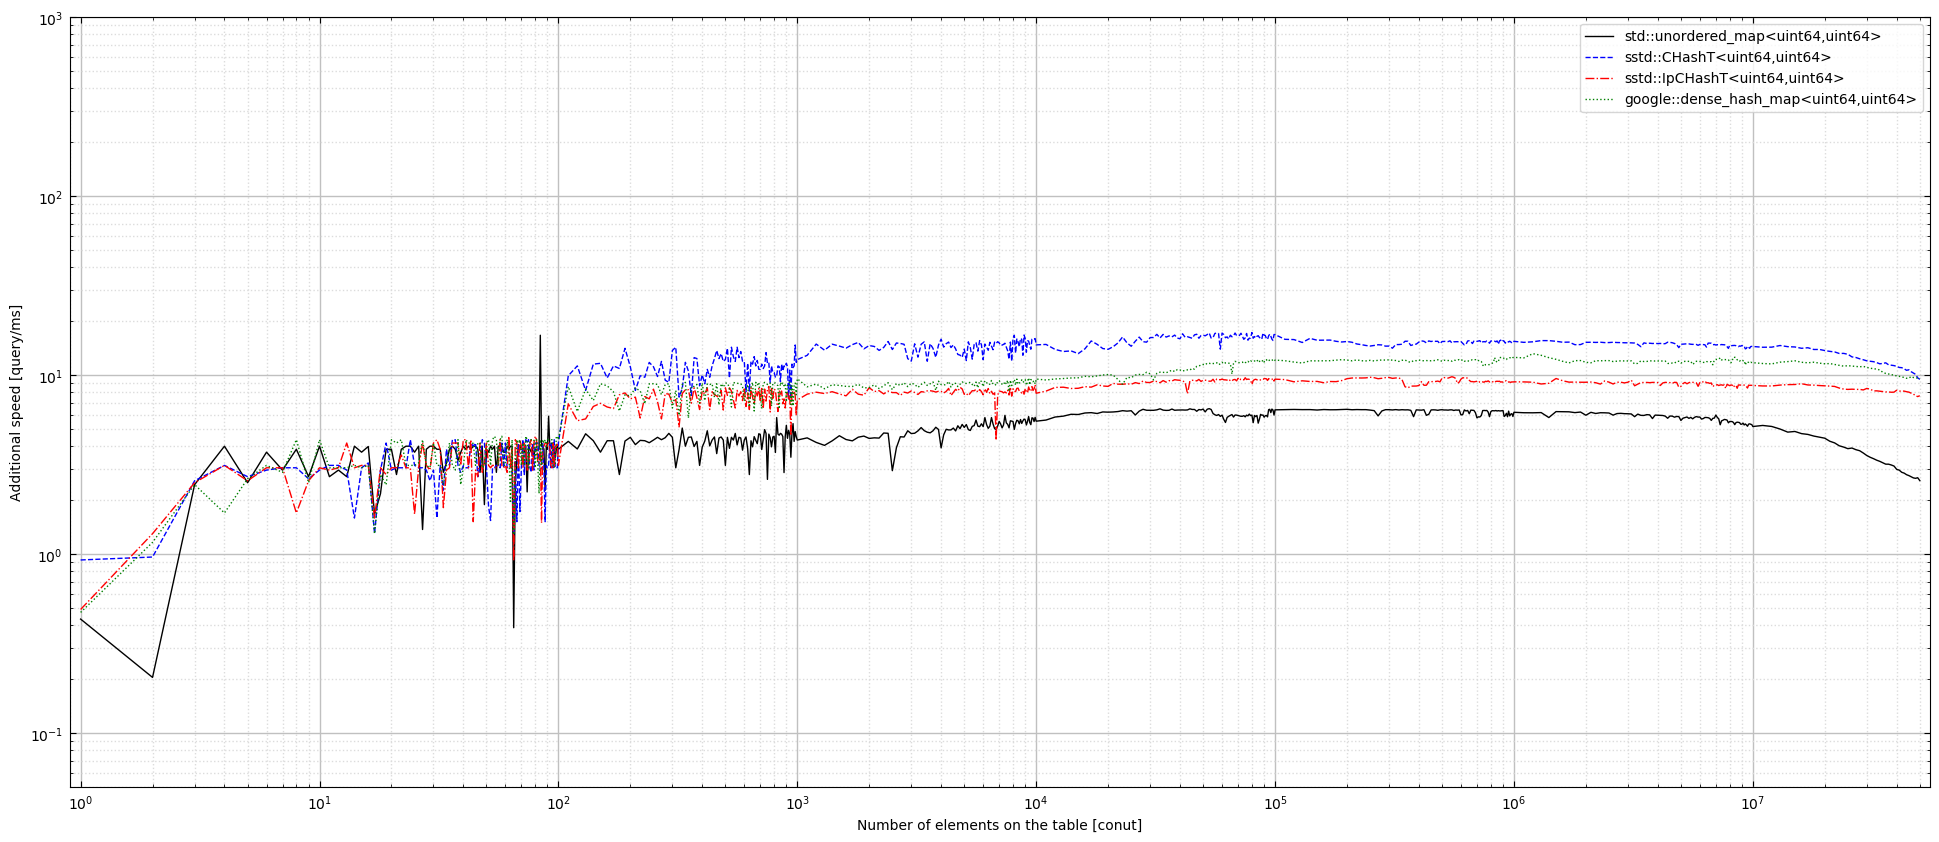 10³
10²
10¹
10⁰
10⁻¹
Additional speed [query/ms]
std::unordered_map<uint64,uint64>
sstd::CHashT<uint64,uint64>
sstd::IpCHashT<uint64,uint64>
google::dense_hash_map<uint64,uint64>
10⁰ 10¹ 10² 10³ 10⁴ 10⁵ 10⁶ 10⁷
Number of elements on the table [conut]